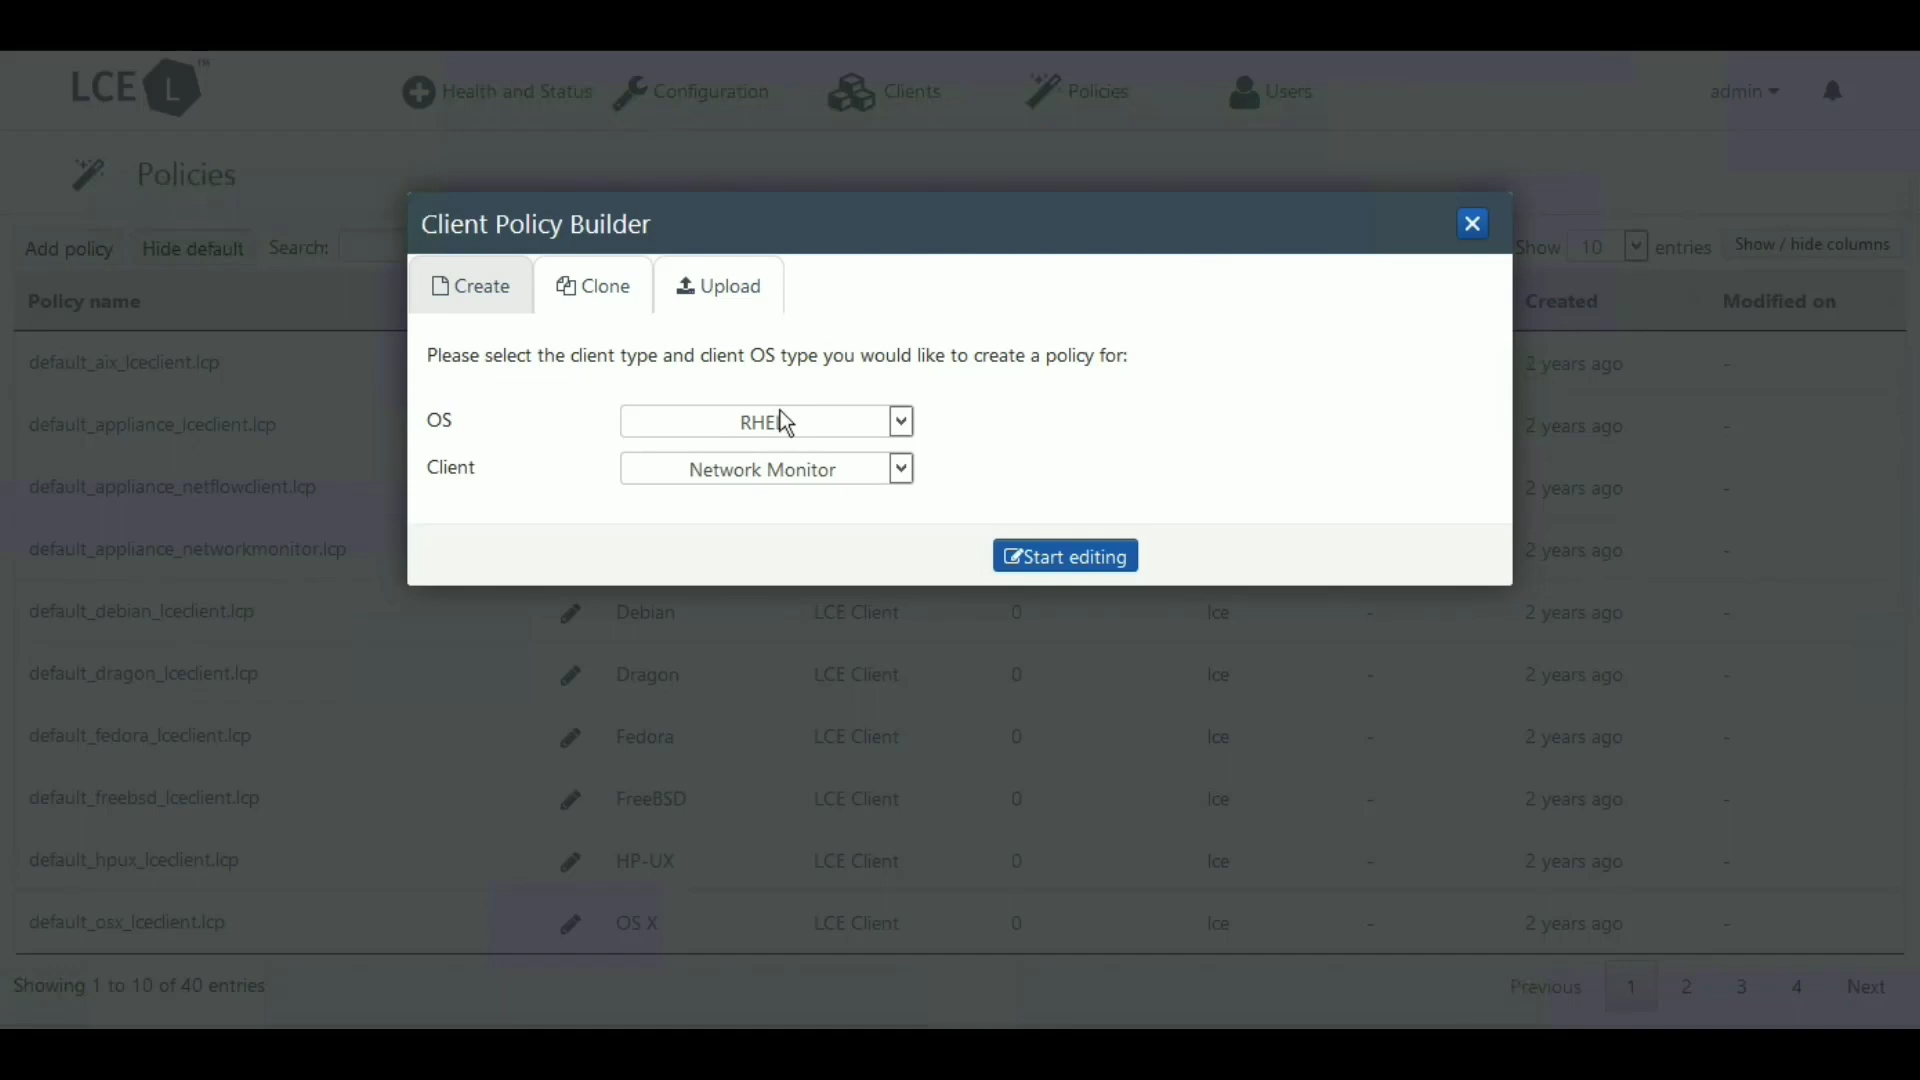 LCE L ™
Health and Status
Configuration
Clients
Policies
Users
admin
Policies
Client Policy Builder
Add policy
Hide default
Search:
Show 10 entries
Show / hide columns
Create
Clone
Upload
Policy name
Created
Modified on
Please select the client type and client OS type you would like to create a policy for:
default_aix_lceclient.lcp 2 years ago -
OS
default_appliance_lceclient.lcp 2 years ago -
Client Network Monitor
default_appliance_netflowclient.lcp 2 years ago -
default_appliance_networkmonitor.lcp 2 years ago -
Start editing
default_debian_lceclient.lcp Debian LCE Client 0 lce - 2 years ago -
default_dragon_lceclient.lcp Dragon LCE Client 0 lce - 2 years ago -
default_fedora_lceclient.lcp Fedora LCE Client 0 lce - 2 years ago -
default_freebsd_lceclient.lcp FreeBSD LCE Client 0 lce - 2 years ago -
default_hpux_lceclient.lcp HP-UX LCE Client 0 lce - 2 years ago -
default_osx_lceclient.lcp OS X LCE Client 0 lce - 2 years ago -
Showing 1 to 10 of 40 entries
Previous 1 2 3 4 Next